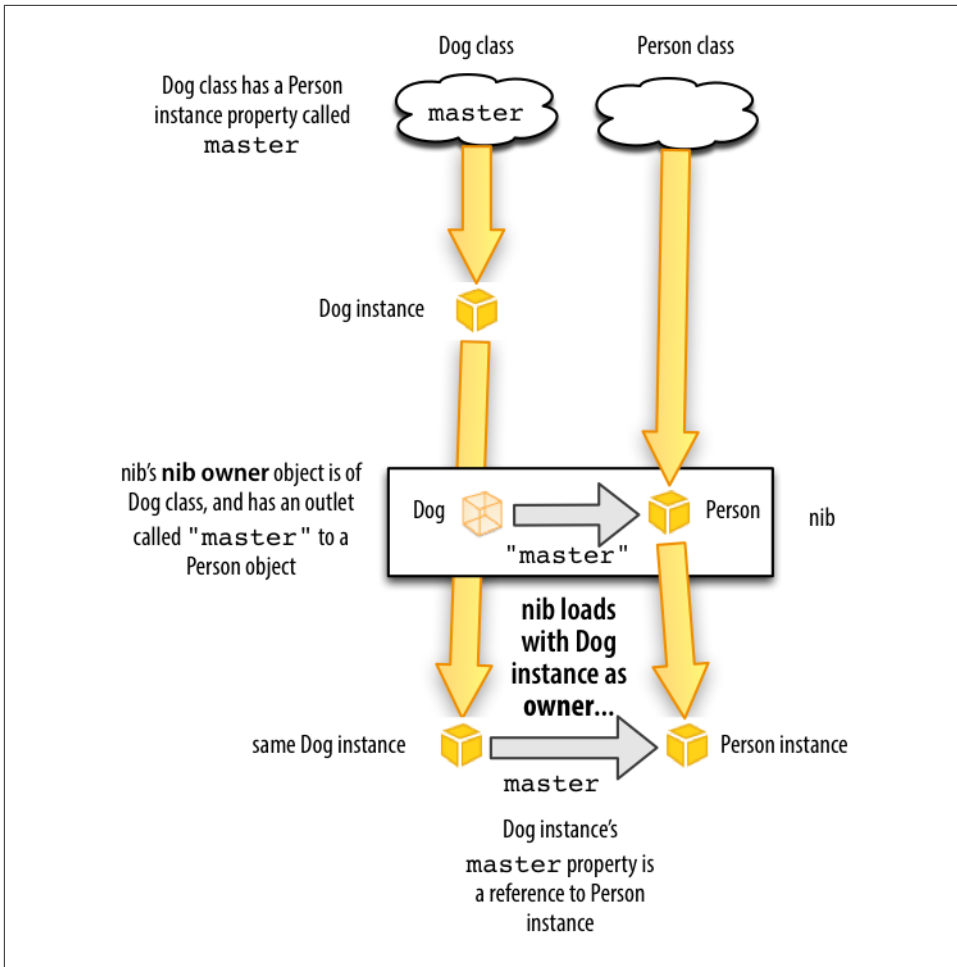 Dog class
Person class
Dog class has a Person
instance property called
master
master
Dog instance
nib's nib owner object is of
Dog class, and has an outlet
called "master" to a
Person object
Dog
"master"
Person
nib
nib loads
with Dog
instance as
owner...
same Dog instance
master
Person instance
Dog instance's
master property is
a reference to Person
instance